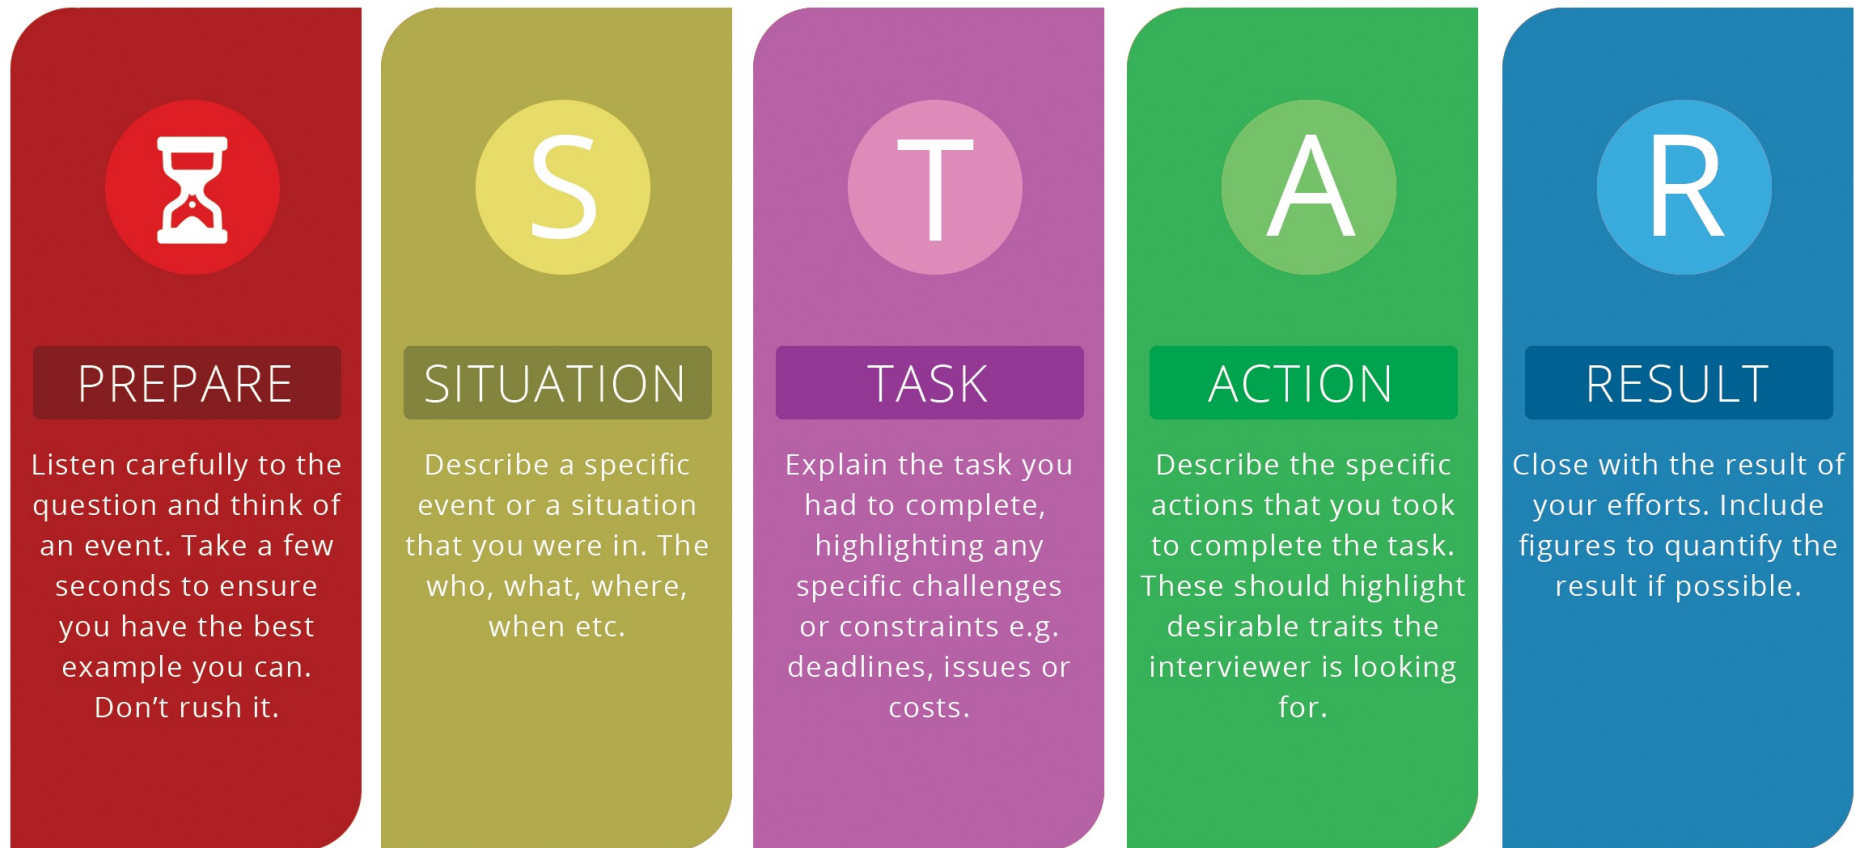 PREPARE
Listen carefully to the
question and think of
an event. Take a few
seconds to ensure
you have the best
example you can.
Don’t rush it.
S
SITUATION
Describe a specific
event or a situation
that you were in. The
who, what, where,
when etc.
T
TASK
Explain the task you
had to complete,
highlighting any
specific challenges
or constraints e.g.
deadlines, issues or
costs.
A
ACTION
Describe the specific
actions that you took
to complete the task.
These should highlight
desirable traits the
interviewer is looking
for.
R
RESULT
Close with the result of
your efforts. Include
figures to quantify the
result if possible.